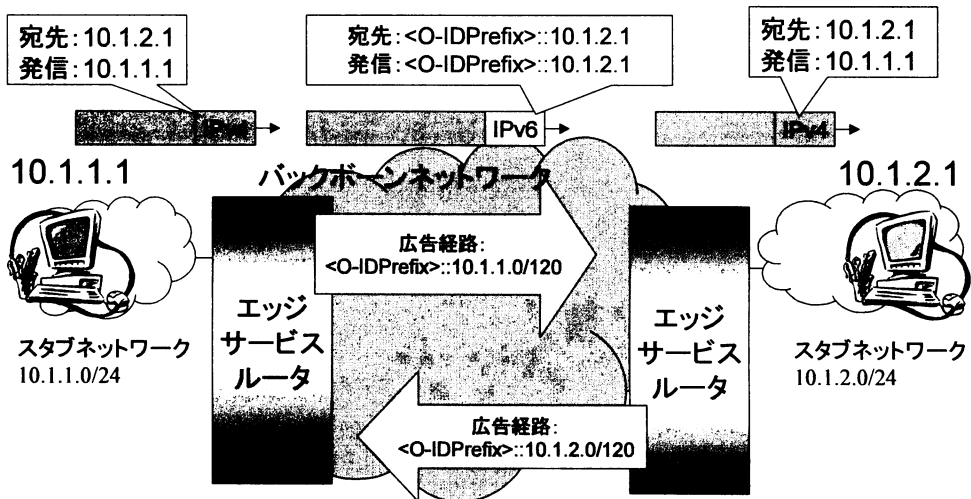 宛先:10.1.2.1
発信:10.1.1.1
宛先:<O-IDPrefix>::10.1.2.1
発信:<O-IDPrefix>::10.1.2.1
宛先:10.1.2.1
発信:10.1.1.1
IPv4
IPv6
IPv4
10.1.1.1
バックボーンネットワーク
10.1.2.1
広告経路:
<O-IDPrefix>::10.1.1.0/120
エッジ
サービス
ルータ
エッジ
サービス
ルータ
スタブネットワーク
10.1.1.0/24
スタブネットワーク
10.1.2.0/24
広告経路:
<O-IDPrefix>::10.1.2.0/120